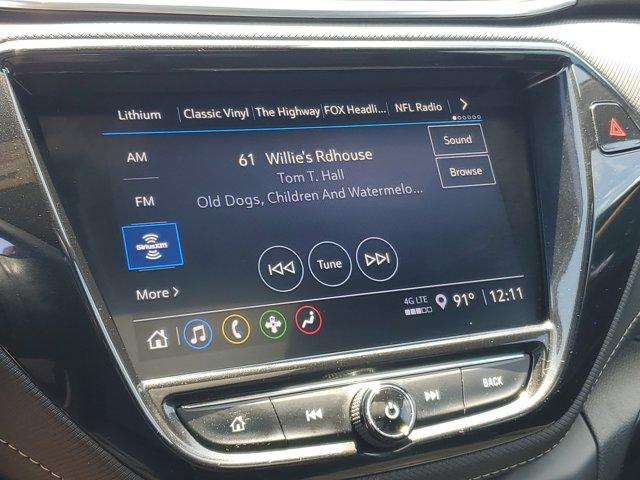 Lithium Classic Vinyl The Highway FOX Headli... NFL Radio
AM
61 Willie's Rdhouse
Sound
Tom T. Hall
Browse
FM
Old Dogs, Children And Watermelo...
SiriusXM
Tune
More
4G LTE 91° 12:11
BACK